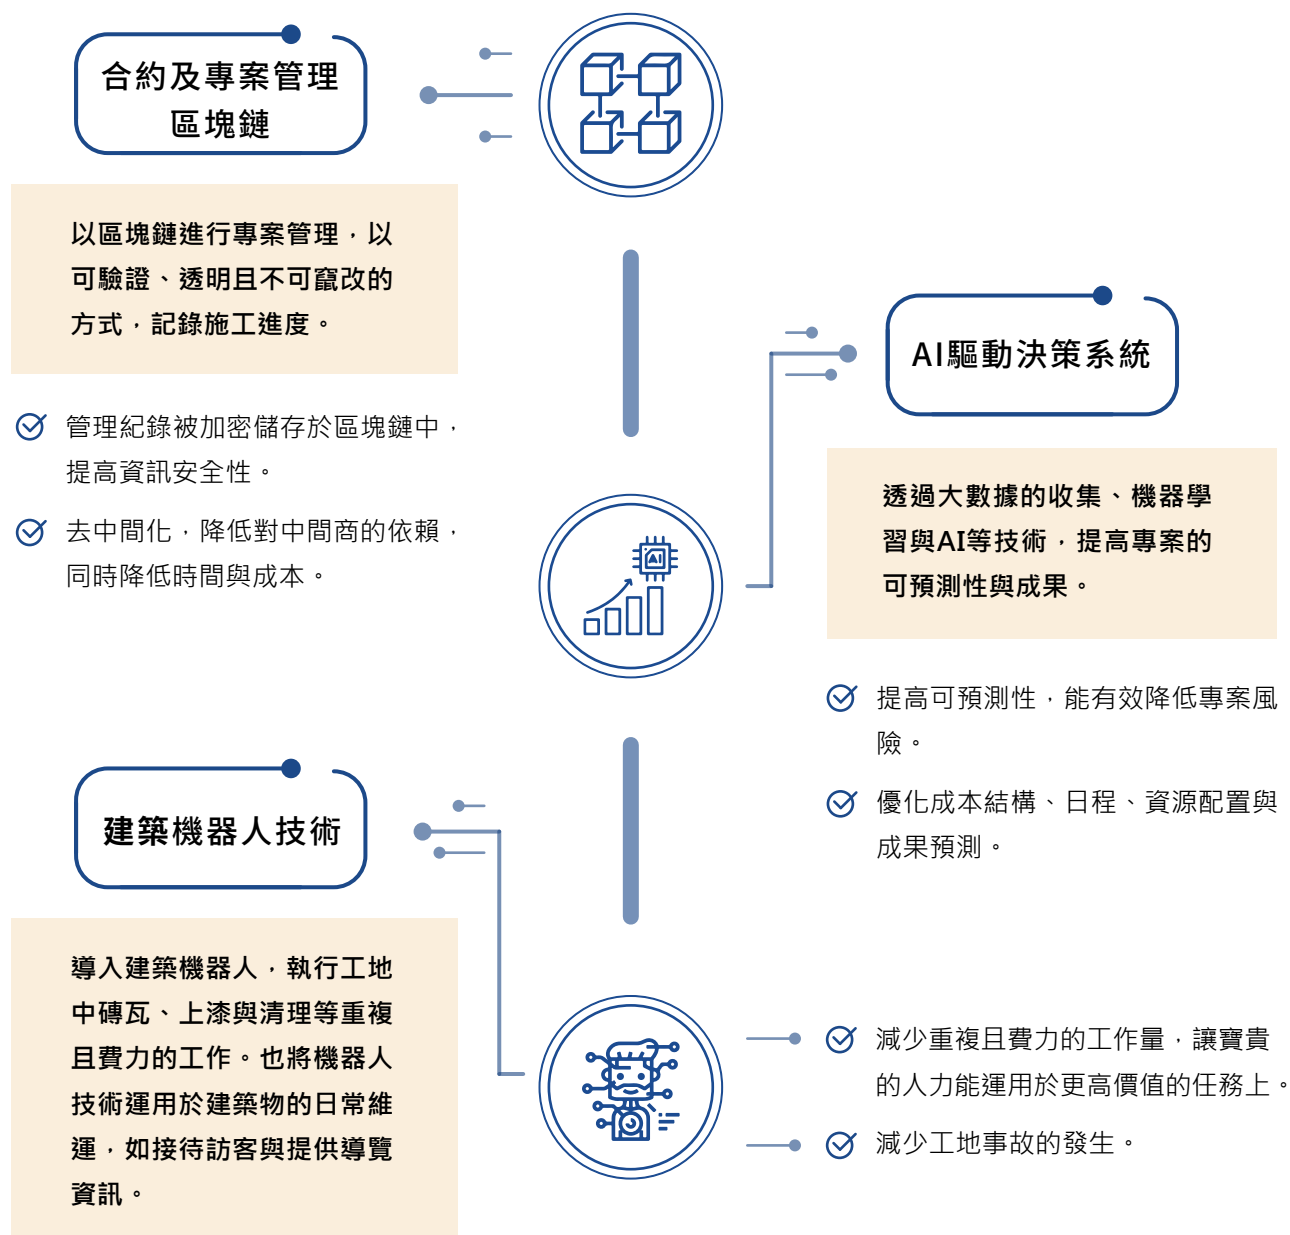 合約及專案管理
區塊鏈
以區塊鏈進行專案管理，以
可驗證、透明且不可竄改的
方式，記錄施工進度。
管理紀錄被加密儲存於區塊鏈中，
提高資訊安全性。
去中間化，降低對中間商的依賴，
同時降低時間與成本。
AI驅動決策系統
透過大數據的收集、機器學
習與AI等技術，提高專案的
可預測性與成果。
AI
提高可預測性，能有效降低專案風
險。
優化成本結構、日程、資源配置與
成果預測。
建築機器人技術
導入建築機器人，執行工地
中磚瓦、上漆與清理等重複
且費力的工作。也將機器人
技術運用於建築物的日常維
運，如接待訪客與提供導覽
資訊。
減少重複且費力的工作量，讓寶貴
的人力能運用於更高價值的任務上。
減少工地事故的發生。